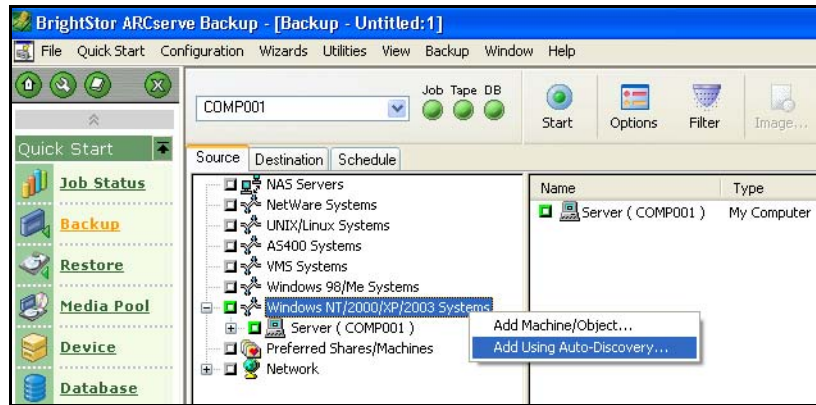 BrightStor ARCserve Backup - [Backup - Untitled:1]
File Quick Start Configuration Wizards Utilities View Backup Window Help
COMP001
Job Tape DB
Start Options Filter Image...
Quick Start
Job Status
Backup
Restore
Media Pool
Device
Database
Source Destination Schedule
NAS Servers
NetWare Systems
UNIX/Linux Systems
AS400 Systems
VMS Systems
Windows 98/Me Systems
Windows NT/2000/XP/2003 Systems
Server ( COMP001 )
Preferred Shares/Machines
Network
Name Type
Server ( COMP001 ) My Computer
Add Machine/Object...
Add Using Auto-Discovery...